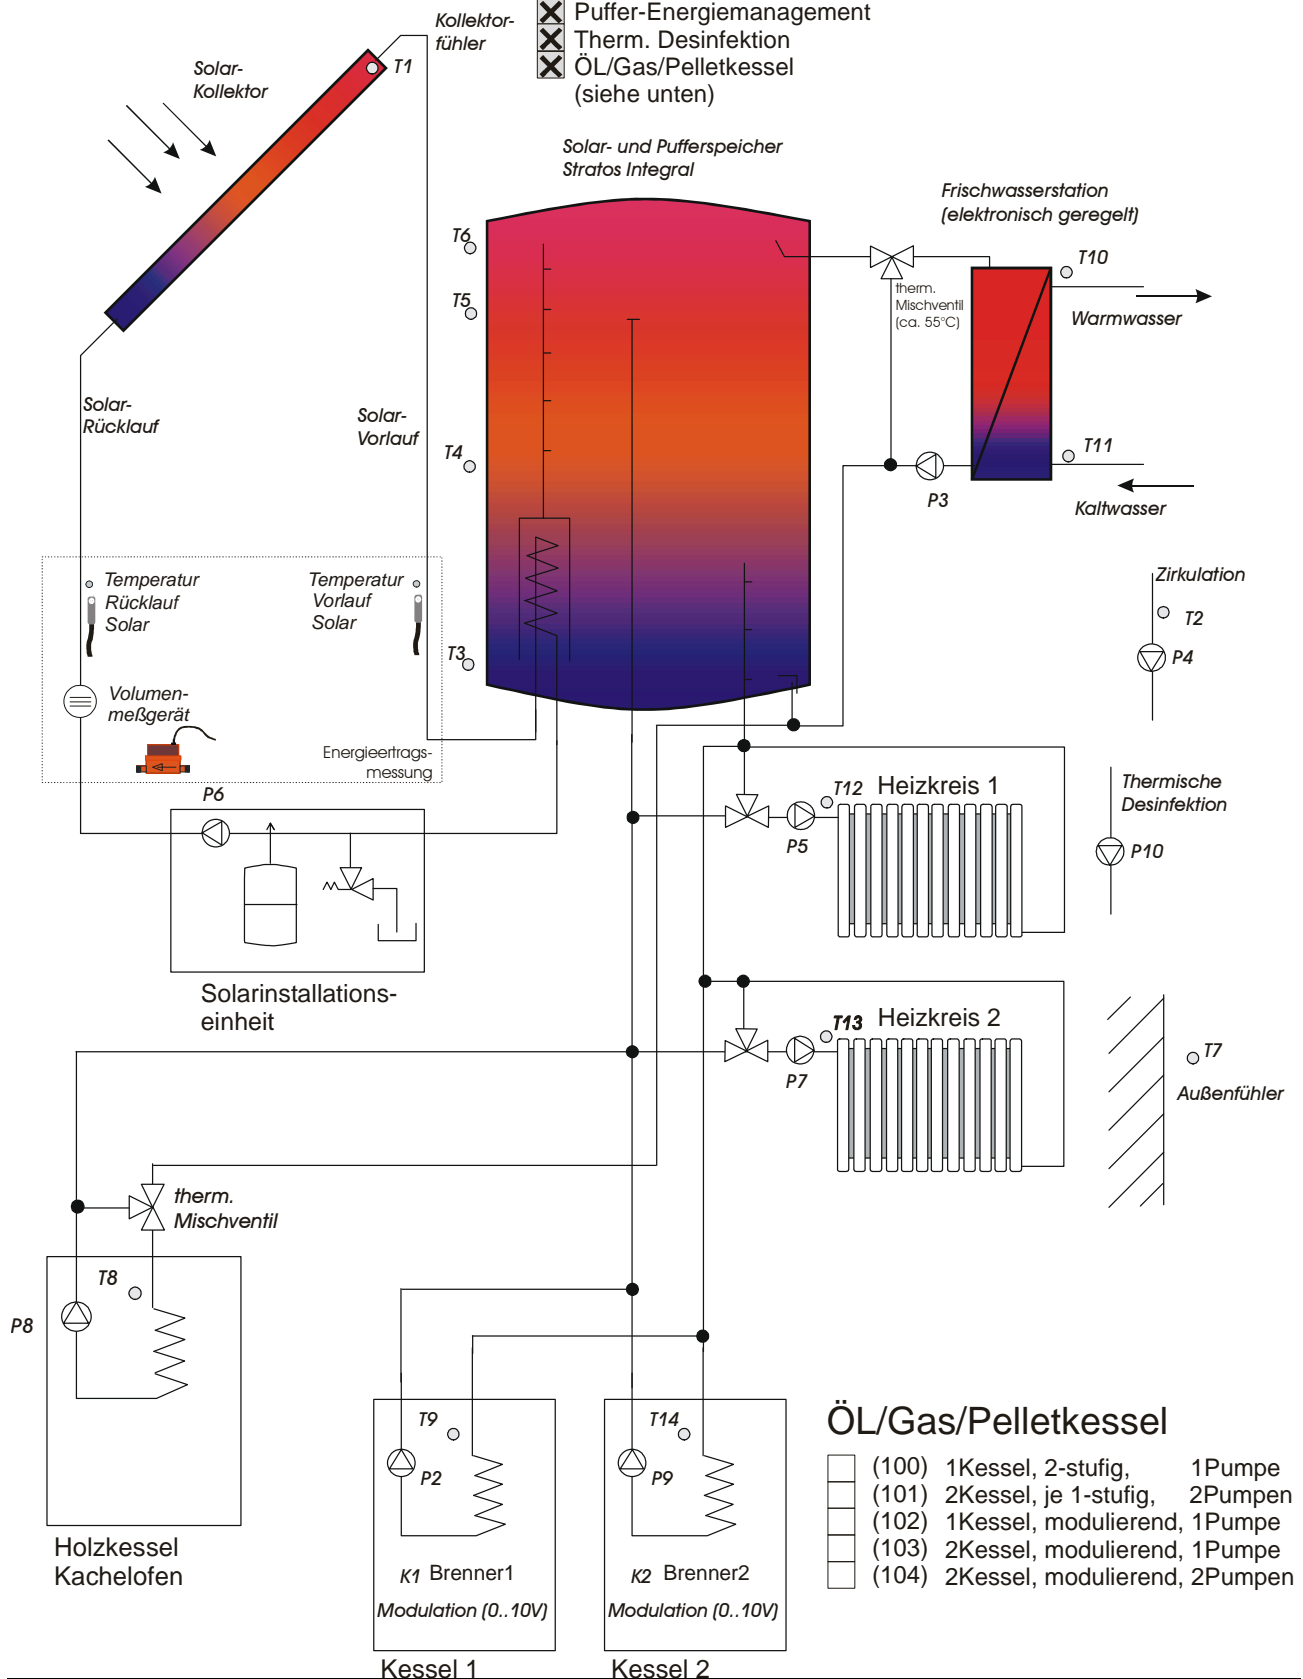 Puffer-Energiemanagement
Therm. Desinfektion
ÖL/Gas/Pelletkessel
(siehe unten)
Kollektor-
fühler
T1
Solar-
Kollektor
Solar- und Pufferspeicher
Stratos Integral
Frischwasserstation
(elektronisch geregelt)
T6
T5
T4
T3
T10
therm.
Mischventil
(ca. 55°C)
Warmwasser
T11
P3
Kaltwasser
Solar-
Rücklauf
Solar-
Vorlauf
Temperatur
Rücklauf
Solar
Temperatur
Vorlauf
Solar
Volumen-
meßgerät
Energieertrags-
messung
Zirkulation
T2
P4
P6
Solarinstallations-
einheit
T12
Heizkreis 1
P5
Thermische
Desinfektion
P10
T13
Heizkreis 2
P7
T7
Außenfühler
therm.
Mischventil
T8
P8
Holzkessel
Kachelofen
T9
P2
K1 Brenner1
Modulation (0..10V)
Kessel 1
T14
P9
K2 Brenner2
Modulation (0..10V)
Kessel 2
ÖL/Gas/Pelletkessel
(100) 1Kessel, 2-stufig, 1Pumpe
(101) 2Kessel, je 1-stufig, 2Pumpen
(102) 1Kessel, modulierend, 1Pumpe
(103) 2Kessel, modulierend, 1Pumpe
(104) 2Kessel, modulierend, 2Pumpen